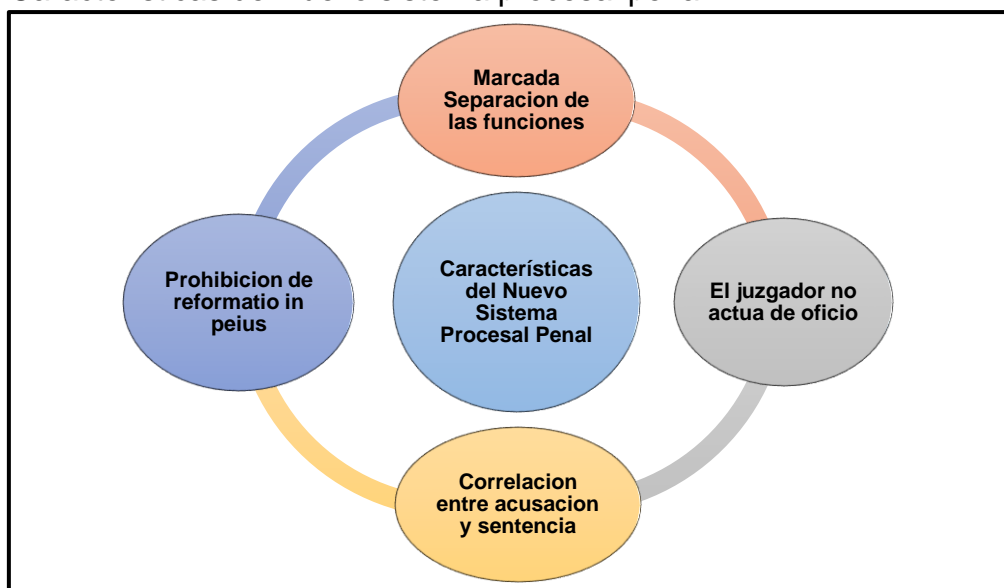 Marcada
Separacion de
las funciones
Prohibicion de
reformatio in
peius
Características
del Nuevo
Sistema
Procesal Penal
El juzgador no
actua de oficio
Correlacion
entre acusacion
y sentencia